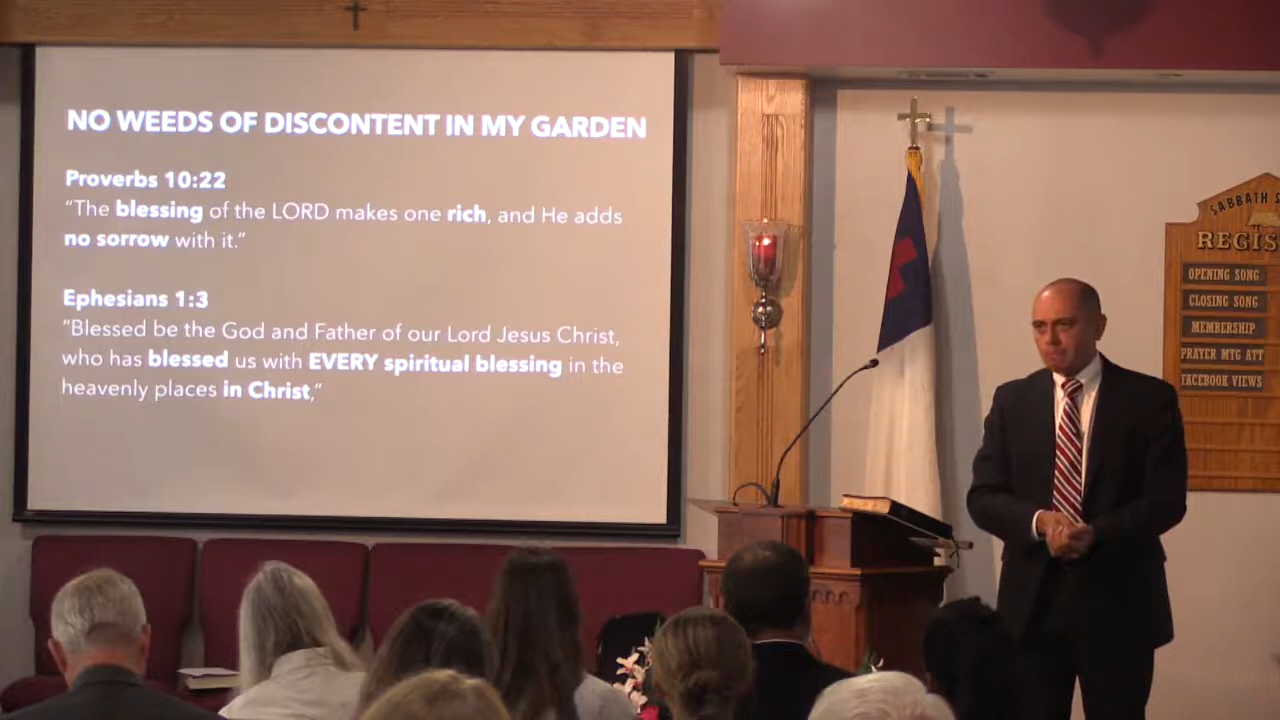 NO WEEDS OF DISCONTENT IN MY GARDEN
Proverbs 10:22
“The blessing of the LORD makes one rich, and He adds
no sorrow with it.”
Ephesians 1:3
“Blessed be the God and Father of our Lord Jesus Christ,
who has blessed us with EVERY spiritual blessing in the
heavenly places in Christ,”
SABBATH S
REGIS
OPENING SONG
CLOSING SONG
MEMBERSHIP
PRAYER MTG ATT
FACEBOOK VIEWS